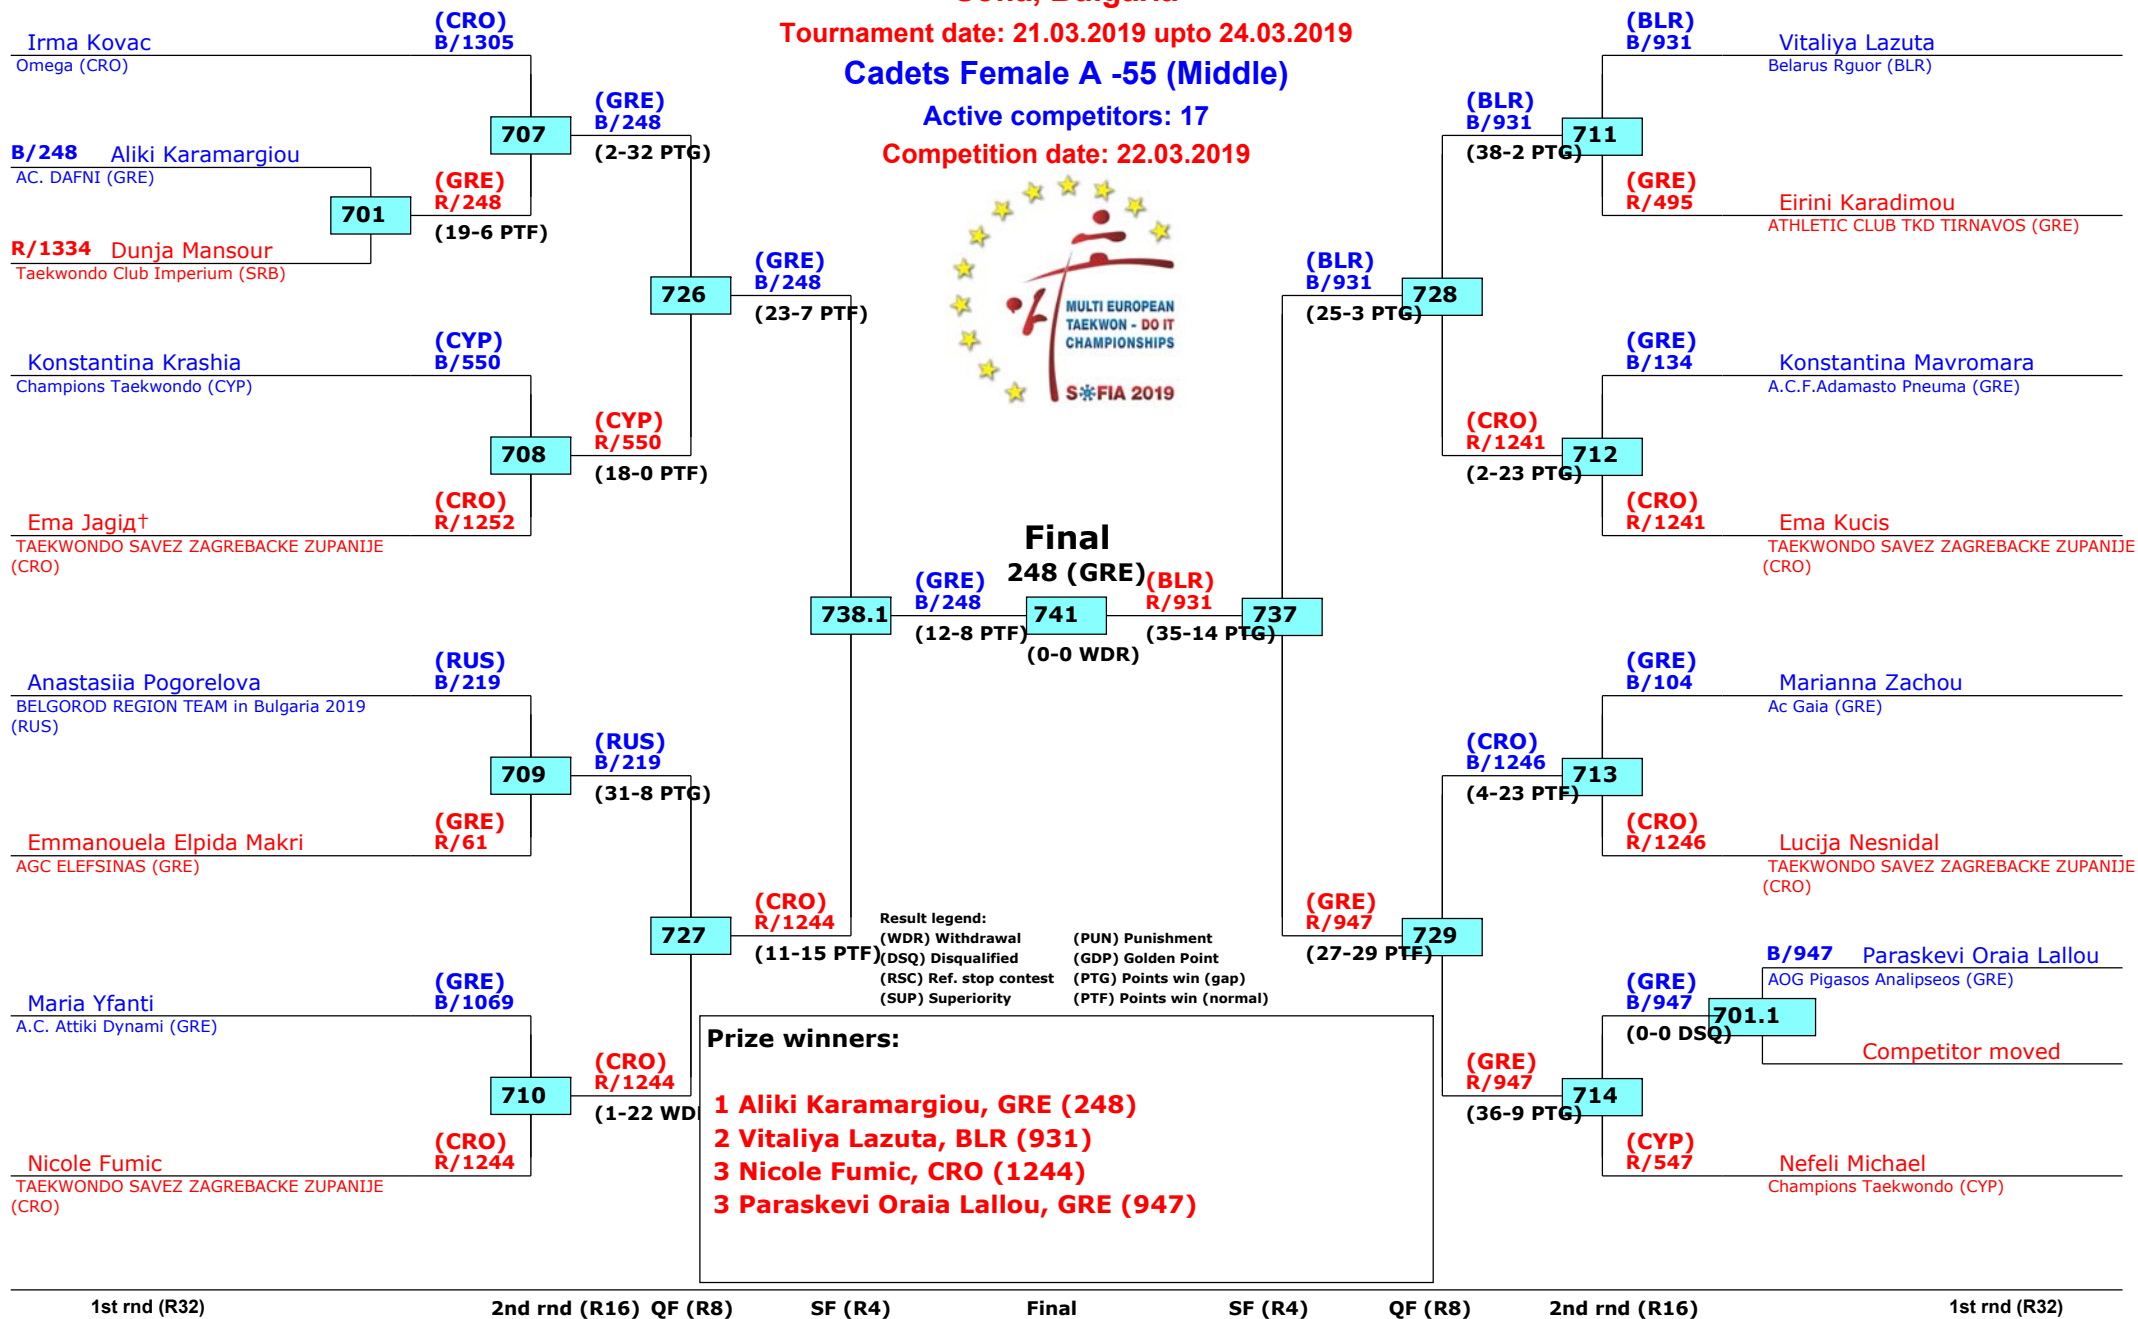 Sofia, Bulgaria
Tournament date: 21.03.2019 upto 24.03.2019
Cadets Female A -55 (Middle)
Active competitors: 17
Competition date: 22.03.2019
MULTI EUROPEAN
TAEKWON - DO IT
CHAMPIONSHIPS
SOFIA 2019
(CRO)
Irma Kovac B/1305
Omega (CRO)
(GRE)
B/248
707
(2-32 PTG)
B/248 Aliki Karamargiou
AC. DAFNI (GRE)
(GRE)
R/248
701
(19-6 PTF)
R/1334 Dunja Mansour
Taekwondo Club Imperium (SRB)
(GRE)
B/248
726
(23-7 PTF)
(CYP)
Konstantina Krashia B/550
Champions Taekwondo (CYP)
(CYP)
R/550
708
(18-0 PTF)
(CRO)
Ema Jagiд† R/1252
TAEKWONDO SAVEZ ZAGREBACKE ZUPANIJE
(CRO)
Final
248 (GRE)
(GRE)
B/248
738.1
(12-8 PTF)
741
(0-0 WDR)
(BLR)
R/931
737
(35-14 PTG)
(RUS)
Anastasiia Pogorelova B/219
BELGOROD REGION TEAM in Bulgaria 2019
(RUS)
(RUS)
B/219
709
(31-8 PTG)
(GRE)
Emmanouela Elpida Makri R/61
AGC ELEFSINAS (GRE)
(CRO)
R/1244
727
(11-15 PTF)
(GRE)
Maria Yfanti B/1069
A.C. Attiki Dynami (GRE)
(CRO)
R/1244
710
(1-22 WD
(CRO)
Nicole Fumic R/1244
TAEKWONDO SAVEZ ZAGREBACKE ZUPANIJE
(CRO)
(BLR)
B/931 Vitaliya Lazuta
Belarus Rguor (BLR)
(BLR)
B/931
711
(38-2 PTG)
(GRE)
R/495 Eirini Karadimou
ATHLETIC CLUB TKD TIRNAVOS (GRE)
(BLR)
B/931
728
(25-3 PTG)
(GRE)
B/134 Konstantina Mavromara
A.C.F.Adamasto Pneuma (GRE)
(CRO)
R/1241
712
(2-23 PTG)
(CRO)
R/1241 Ema Kucis
TAEKWONDO SAVEZ ZAGREBACKE ZUPANIJE
(CRO)
(GRE)
B/104 Marianna Zachou
Ac Gaia (GRE)
(CRO)
B/1246
713
(4-23 PTF)
(CRO)
R/1246 Lucija Nesnidal
TAEKWONDO SAVEZ ZAGREBACKE ZUPANIJE
(CRO)
(GRE)
R/947
729
(27-29 PTF)
B/947 Paraskevi Oraia Lallou
AOG Pigasos Analipseos (GRE)
(GRE)
B/947
701.1
(0-0 DSQ)
Competitor moved
(GRE)
R/947
714
(36-9 PTG)
(CYP)
R/547 Nefeli Michael
Champions Taekwondo (CYP)
Result legend:
(WDR) Withdrawal (PUN) Punishment
(DSQ) Disqualified (GDP) Golden Point
(RSC) Ref. stop contest (PTG) Points win (gap)
(SUP) Superiority (PTF) Points win (normal)
Prize winners:
1 Aliki Karamargiou, GRE (248)
2 Vitaliya Lazuta, BLR (931)
3 Nicole Fumic, CRO (1244)
3 Paraskevi Oraia Lallou, GRE (947)
1st rnd (R32) 2nd rnd (R16) QF (R8) SF (R4) Final SF (R4) QF (R8) 2nd rnd (R16) 1st rnd (R32)